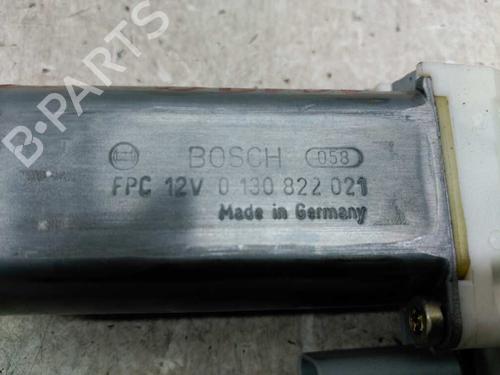 B-PARTS
BOSCH 058
FPC 12V 0 130 822 021
Made in Germany